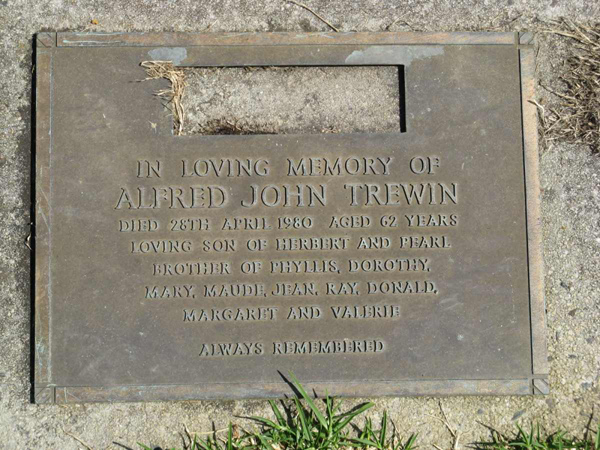 IN LOVING MEMORY OF
ALFRED JOHN TREWIN
DIED 28TH APRIL 1980 AGED 62 YEARS
LOVING SON OF HERBERT AND PEARL
BROTHER OF PHYLLIS, DOROTHY,
MARY, MAUDE, JEAN, RAY, DONALD,
MARGARET AND VALERIE
ALWAYS REMEMBERED